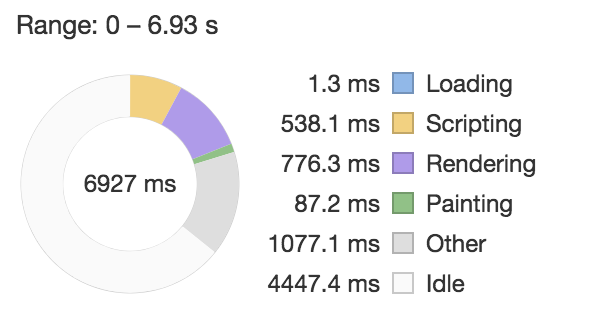 Range: 0 – 6.93 s
6927 ms
1.3 ms Loading
538.1 ms Scripting
776.3 ms Rendering
87.2 ms Painting
1077.1 ms Other
4447.4 ms Idle